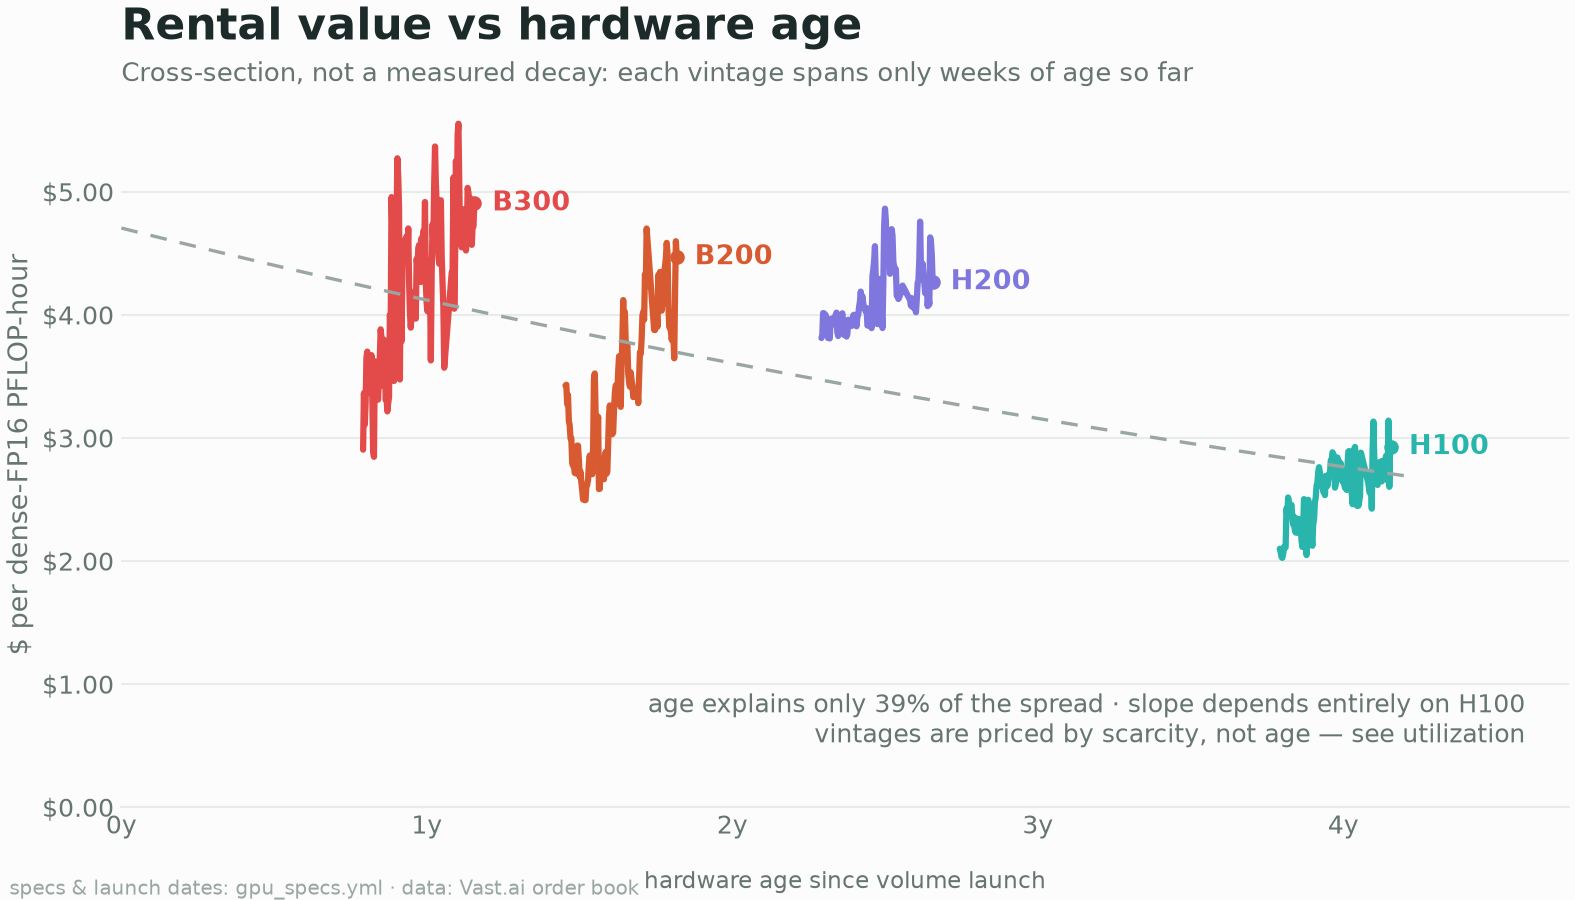 Rental value vs hardware age
Cross-section, not a measured decay: each vintage spans only weeks of age so far
$ per dense-FP16 PFLOP-hour
$5.00
$4.00
$3.00
$2.00
$1.00
$0.00
B300
B200
H200
H100
age explains only 39% of the spread · slope depends entirely on H100
vintages are priced by scarcity, not age — see utilization
0y
1y
2y
3y
4y
hardware age since volume launch
specs & launch dates: gpu_specs.yml · data: Vast.ai order book